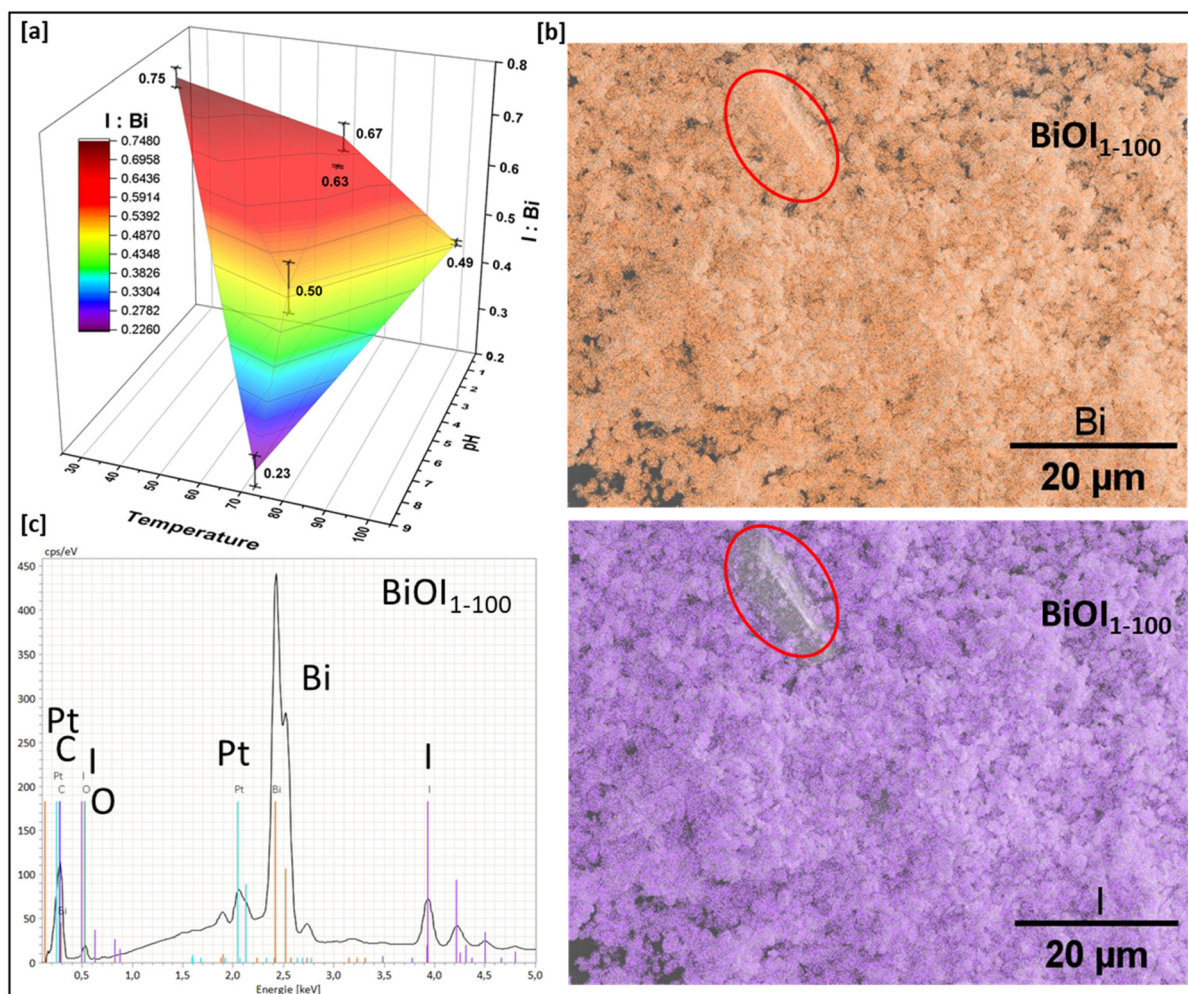 [a]
0.75
I : Bi
0.7480
0.6958
0.6436
0.5914
0.5392
0.4870
0.4348
0.3826
0.3304
0.2782
0.2260
0.67
0.63
0.50
0.49
0.23
0.8
0.7
0.6
0.5
0.4
0.3
0.2
I : Bi
1
2
3
4
5
6
7
8
9
pH
30
40
50
60
70
80
90
100
Temperature
[b]
BiOI1-100
Bi
20 µm
BiOI1-100
I
20 µm
[c]
cps/eV
BiOI1-100
450
400
350
300
250
200
150
100
50
0
Pt
C
I
O
Pt
Bi
I
Pt
C
I
O
Bi
Pt
Bi
I
0,5
1,0
1,5
2,0
2,5
3,0
3,5
4,0
4,5
5,0
Energie [keV]